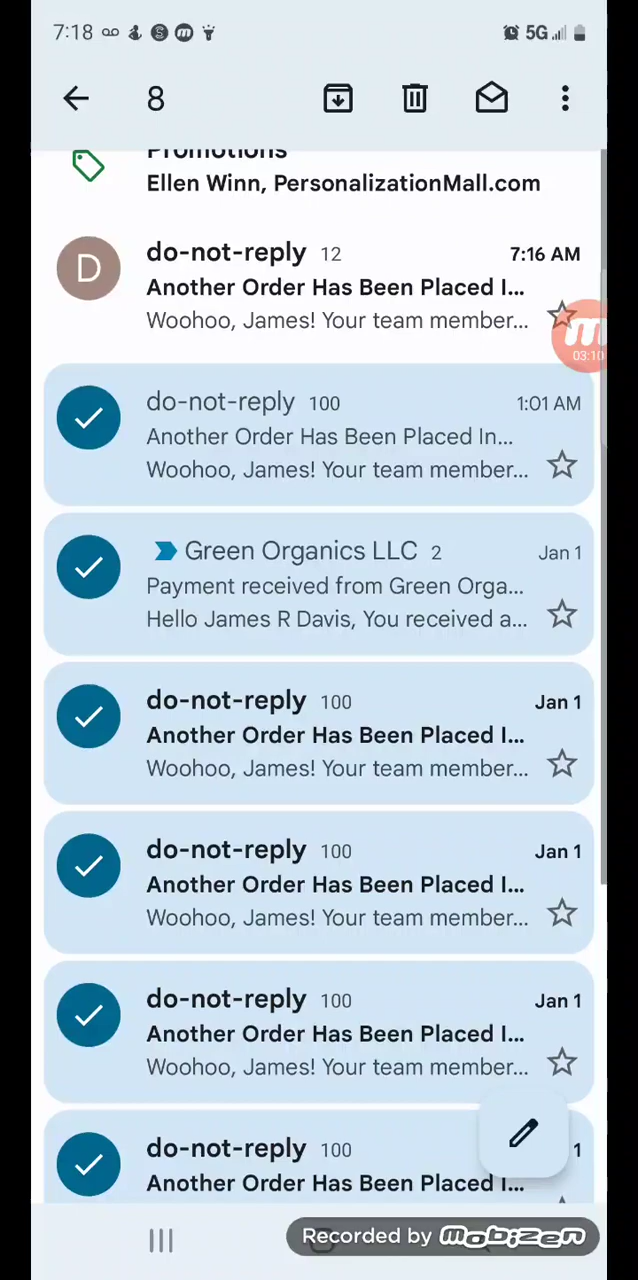 7:18
5G
8
Promotions
Ellen Winn, PersonalizationMall.com
do-not-reply 12 7:16 AM
Another Order Has Been Placed I...
Woohoo, James! Your team member...
03:10
do-not-reply 100 1:01 AM
Another Order Has Been Placed In...
Woohoo, James! Your team member...
Green Organics LLC 2 Jan 1
Payment received from Green Orga...
Hello James R Davis, You received a...
do-not-reply 100 Jan 1
Another Order Has Been Placed I...
Woohoo, James! Your team member...
do-not-reply 100 Jan 1
Another Order Has Been Placed I...
Woohoo, James! Your team member...
do-not-reply 100 Jan 1
Another Order Has Been Placed I...
Woohoo, James! Your team member...
do-not-reply 100 1
Another Order Has Been Placed I...
Recorded by Mobizen